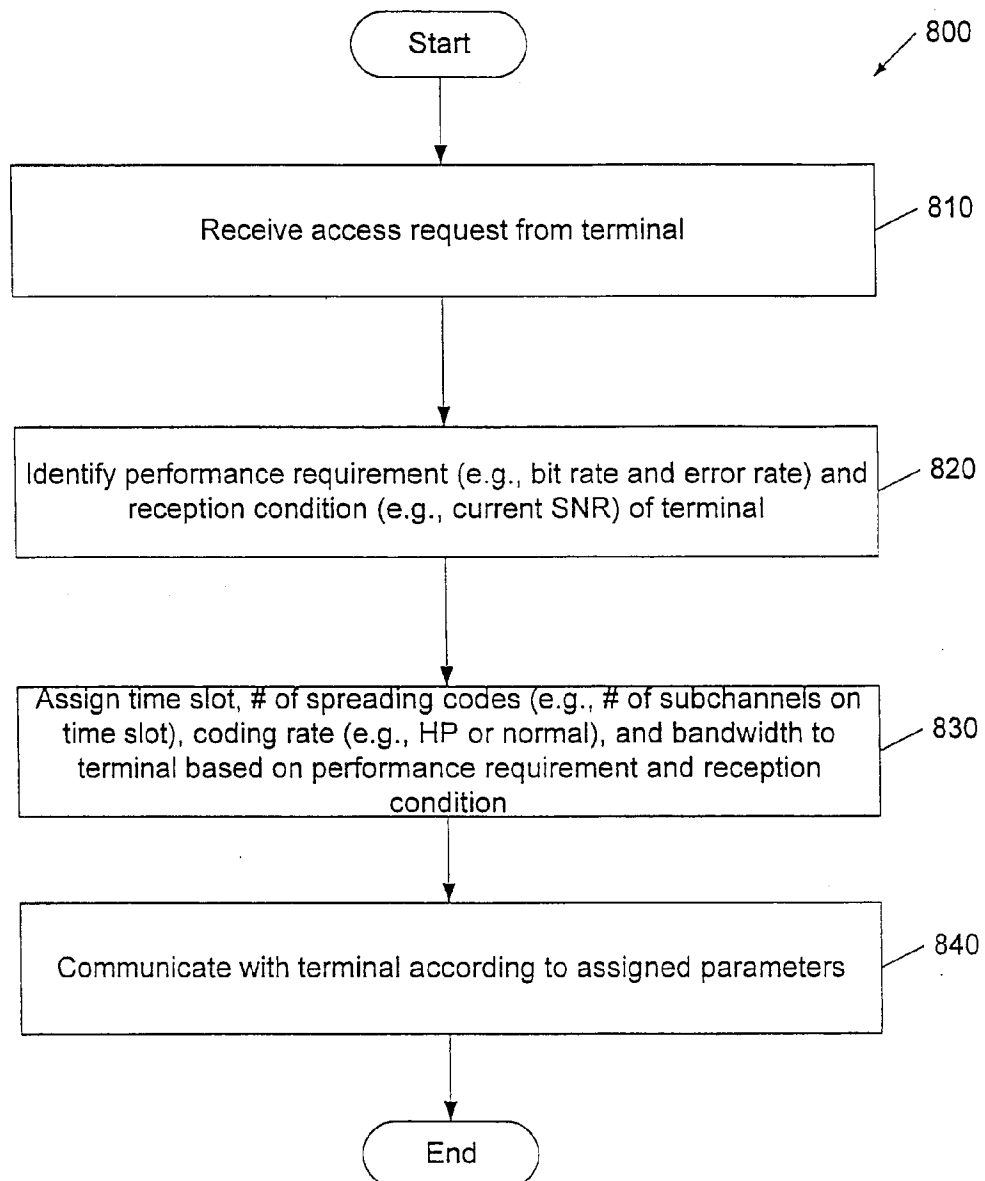 Start
800
Receive access request from terminal
810
Identify performance requirement (e.g., bit rate and error rate) and
reception condition (e.g., current SNR) of terminal
820
Assign time slot, # of spreading codes (e.g., # of subchannels on
time slot), coding rate (e.g., HP or normal), and bandwidth to
terminal based on performance requirement and reception
condition
830
Communicate with terminal according to assigned parameters
840
End